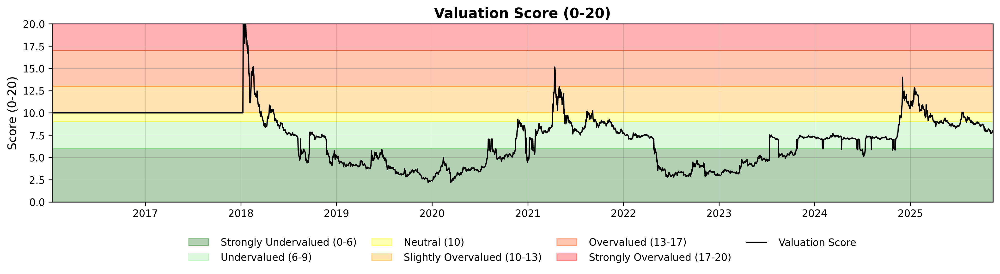 Valuation Score (0-20)
Score (0-20)
20.0
17.5
15.0
12.5
10.0
7.5
5.0
2.5
0.0
2017 2018 2019 2020 2021 2022 2023 2024 2025
Strongly Undervalued (0-6) Neutral (10) Overvalued (13-17) Valuation Score
Undervalued (6-9) Slightly Overvalued (10-13) Strongly Overvalued (17-20)